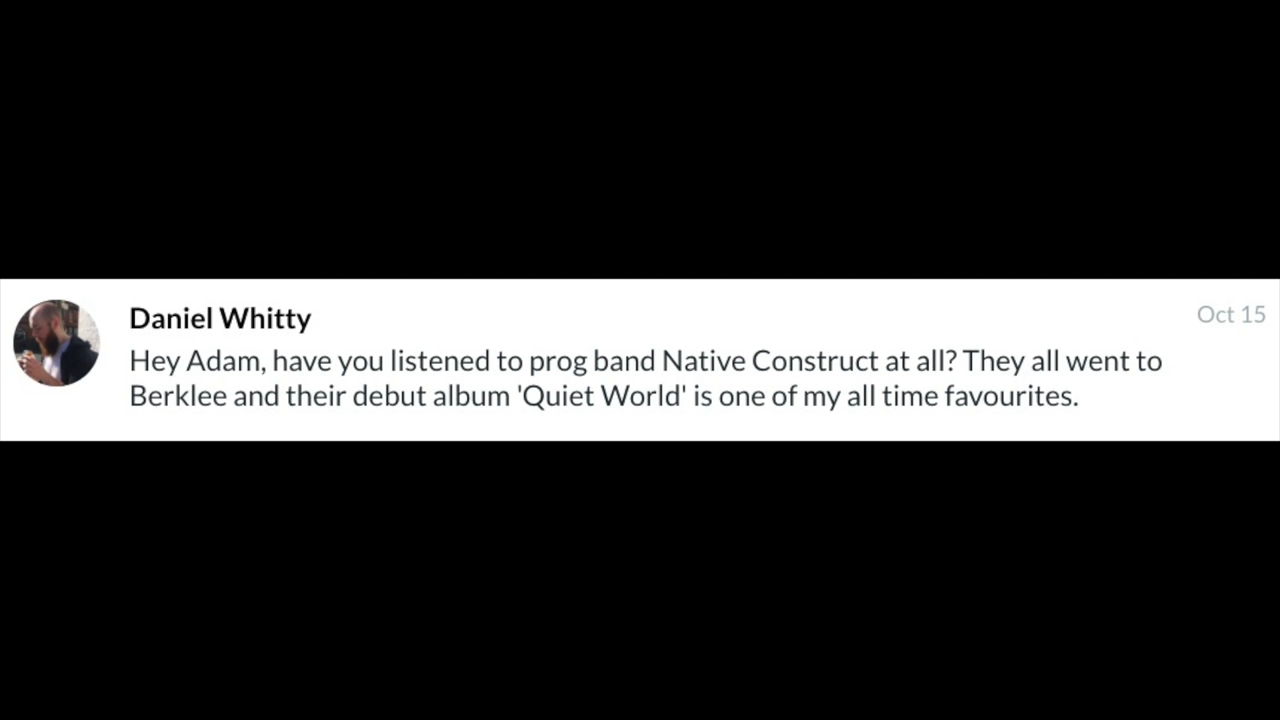 Daniel Whitty
Oct 15
Hey Adam, have you listened to prog band Native Construct at all? They all went to
Berklee and their debut album 'Quiet World' is one of my all time favourites.